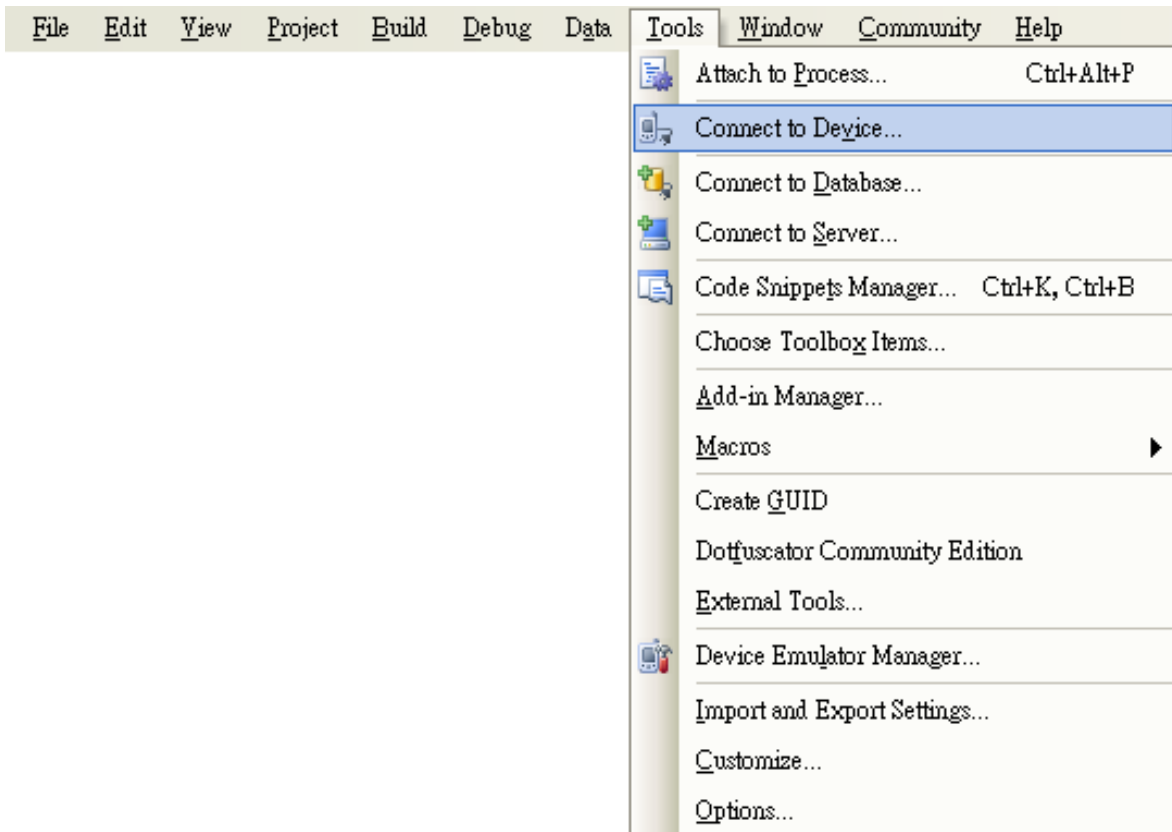 File Edit View Project Build Debug Data Tools Window Community Help
Attach to Process... Ctrl+Alt+P
Connect to Device...
Connect to Database...
Connect to Server...
Code Snippets Manager... Ctrl+K, Ctrl+B
Choose Toolbox Items...
Add-in Manager...
Macros
Create GUID
Dotfuscator Community Edition
External Tools...
Device Emulator Manager...
Import and Export Settings...
Customize...
Options...